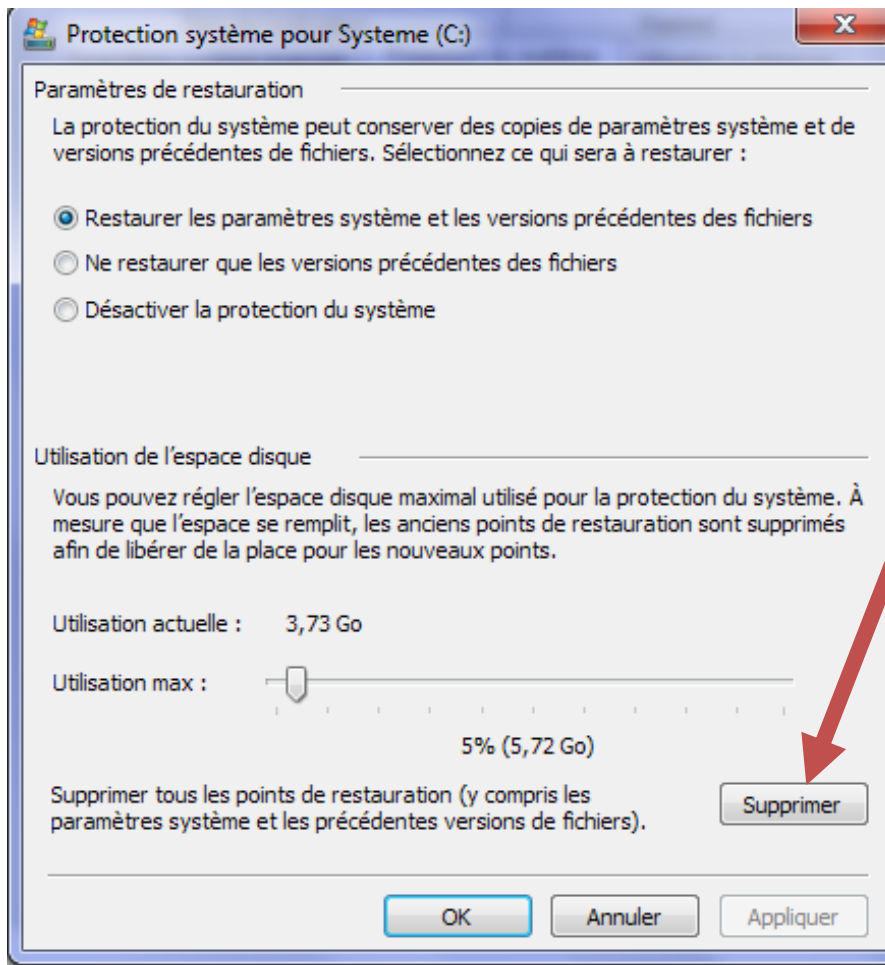 Protection système pour Systeme (C:)
Paramètres de restauration
La protection du système peut conserver des copies de paramètres système et de
versions précédentes de fichiers. Sélectionnez ce qui sera à restaurer :
Restaurer les paramètres système et les versions précédentes des fichiers
Ne restaurer que les versions précédentes des fichiers
Désactiver la protection du système
Utilisation de l’espace disque
Vous pouvez régler l’espace disque maximal utilisé pour la protection du système. À
mesure que l’espace se remplit, les anciens points de restauration sont supprimés
afin de libérer de la place pour les nouveaux points.
Utilisation actuelle : 3,73 Go
Utilisation max :
5% (5,72 Go)
Supprimer tous les points de restauration (y compris les
paramètres système et les précédentes versions de fichiers).
Supprimer
OK Annuler Appliquer